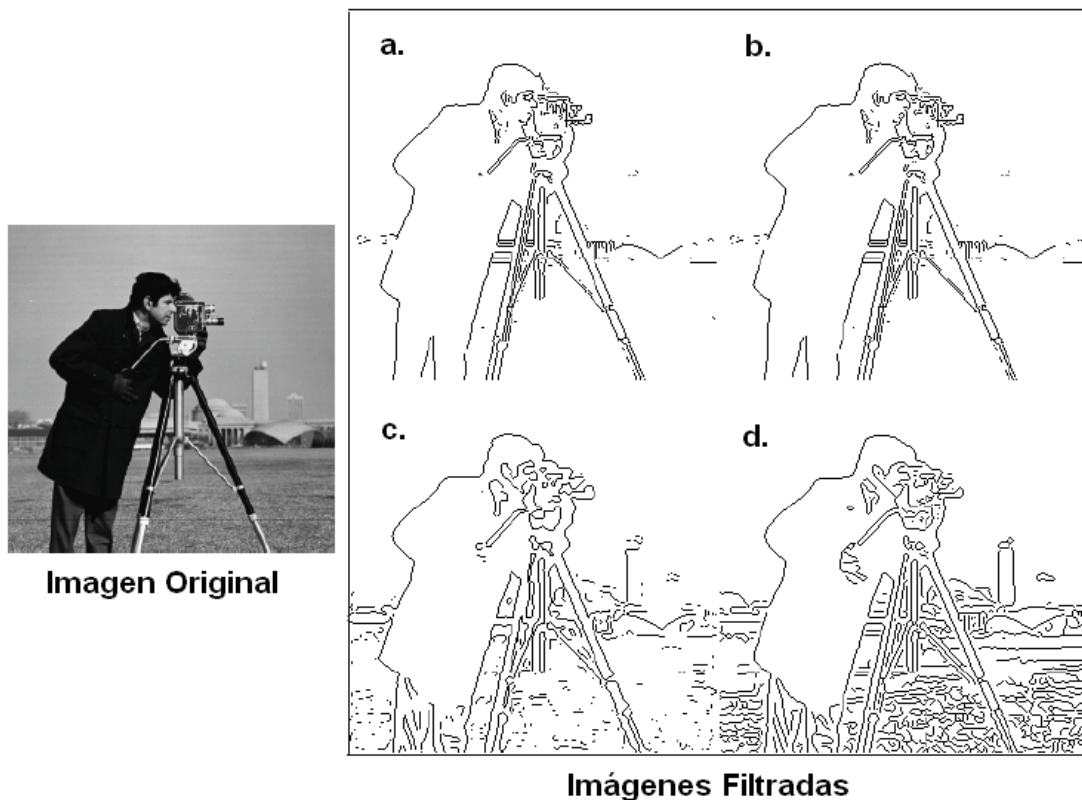 a.
b.
c.
d.
Imagen Original
Imágenes Filtradas